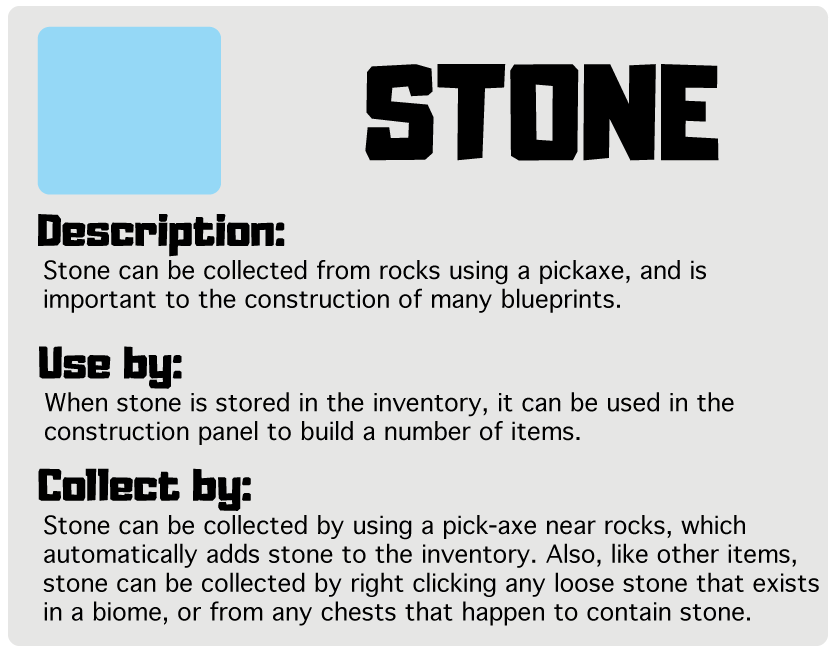 STONE
Description:
Stone can be collected from rocks using a pickaxe, and is
important to the construction of many blueprints.
Use by:
When stone is stored in the inventory, it can be used in the
construction panel to build a number of items.
Collect by:
Stone can be collected by using a pick-axe near rocks, which
automatically adds stone to the inventory. Also, like other items,
stone can be collected by right clicking any loose stone that exists
in a biome, or from any chests that happen to contain stone.